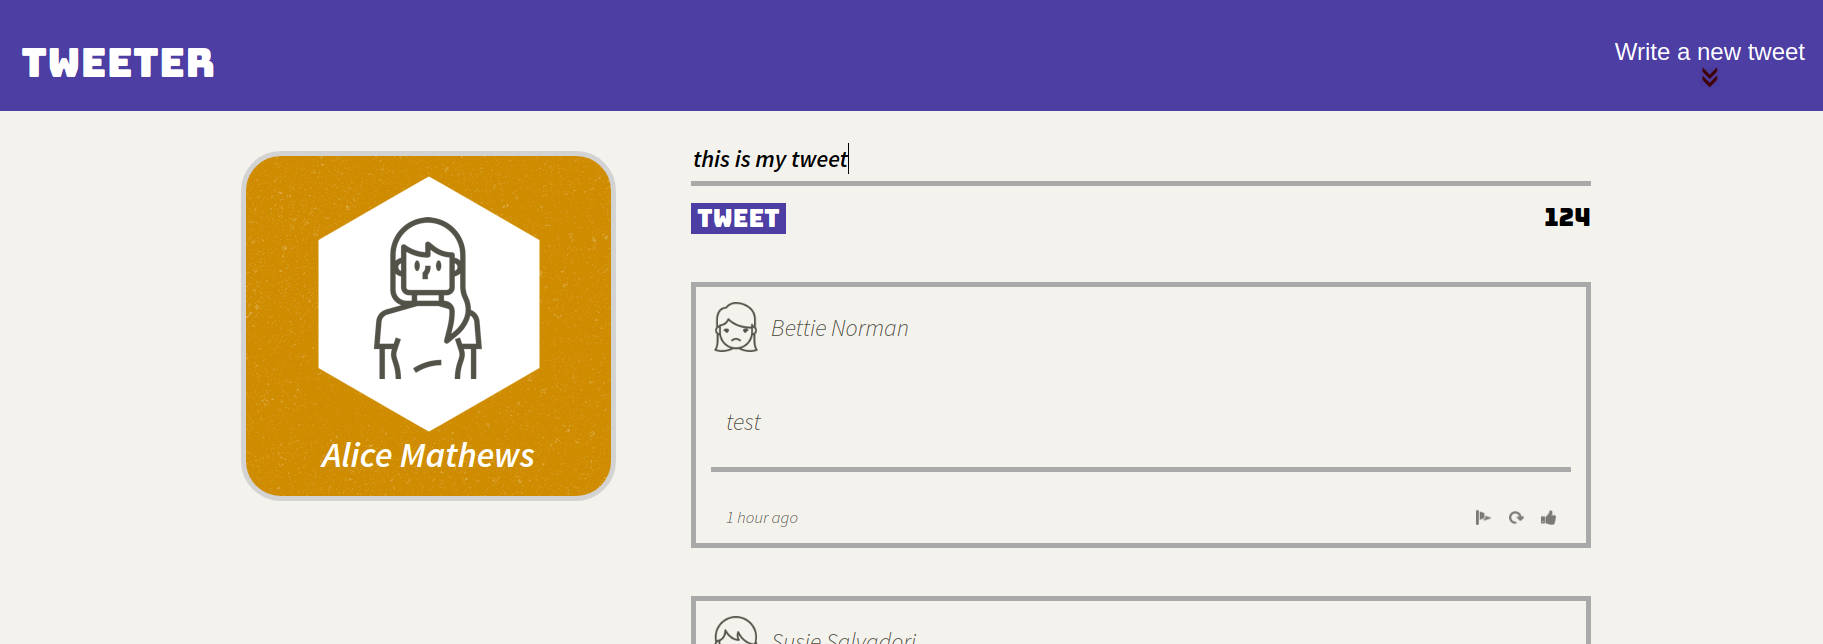 TWEETER
Write a new tweet
Alice Mathews
this is my tweet
TWEET
124
Bettie Norman
test
1 hour ago
Susie Salvadori